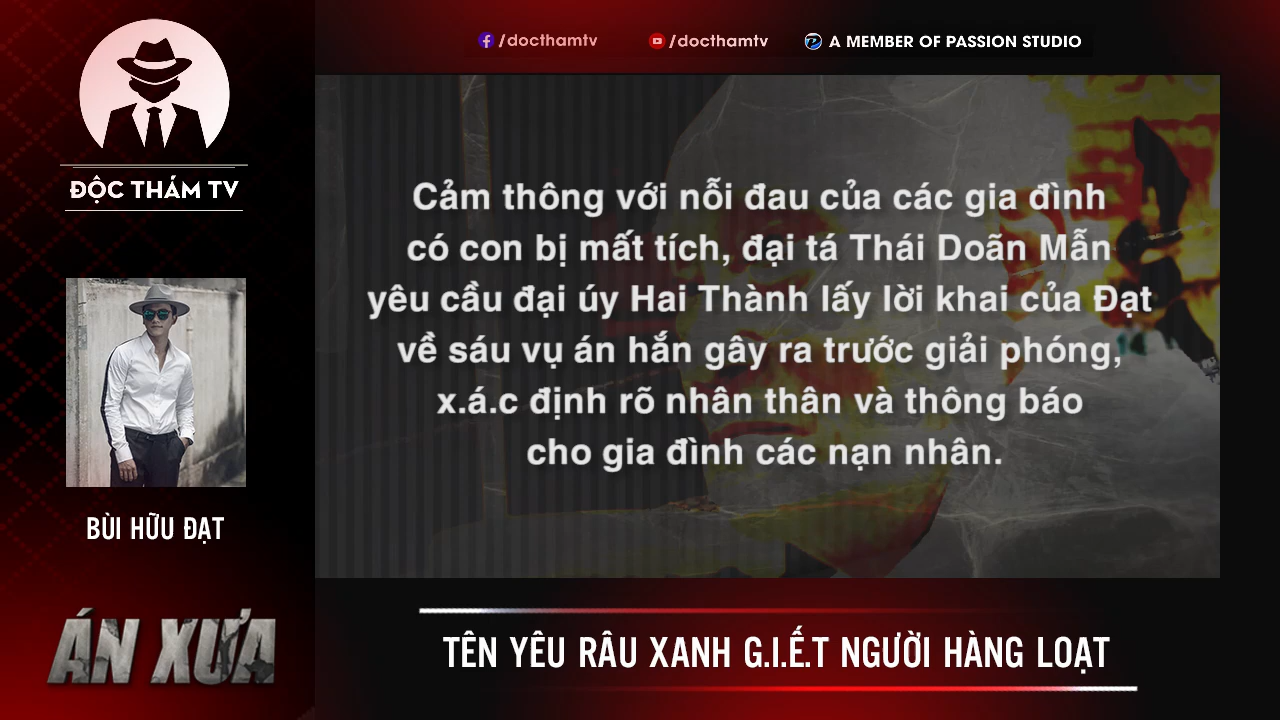 /docthamtv
/docthamtv
A MEMBER OF PASSION STUDIO
ĐỘC THÁM TV
Cảm thông với nỗi đau của các gia đình
có con bị mất tích, đại tá Thái Doãn Mẫn
yêu cầu đại úy Hai Thành lấy lời khai của Đạt
về sáu vụ án hắn gây ra trước giải phóng,
x.á.c định rõ nhân thân và thông báo
cho gia đình các nạn nhân.
BÙI HỮU ĐẠT
ÁN XƯA
TÊN YÊU RÂU XANH G.I.Ế.T NGƯỜI HÀNG LOẠT